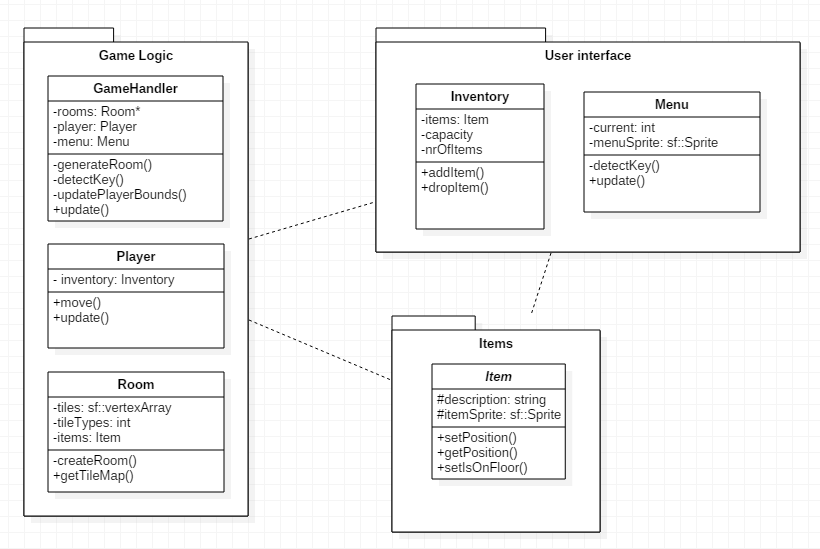 Game Logic
GameHandler
-rooms: Room*
-player: Player
-menu: Menu
-generateRoom()
-detectKey()
-updatePlayerBounds()
+update()
Player
- inventory: Inventory
+move()
+update()
Room
-tiles: sf::vertexArray
-tileTypes: int
-items: Item
-createRoom()
+getTileMap()
User interface
Inventory
-items: Item
-capacity
-nrOfItems
+addItem()
+dropItem()
Menu
-current: int
-menuSprite: sf::Sprite
-detectKey()
+update()
Items
Item
#description: string
#itemSprite: sf::Sprite
+setPosition()
+getPosition()
+setIsOnFloor()